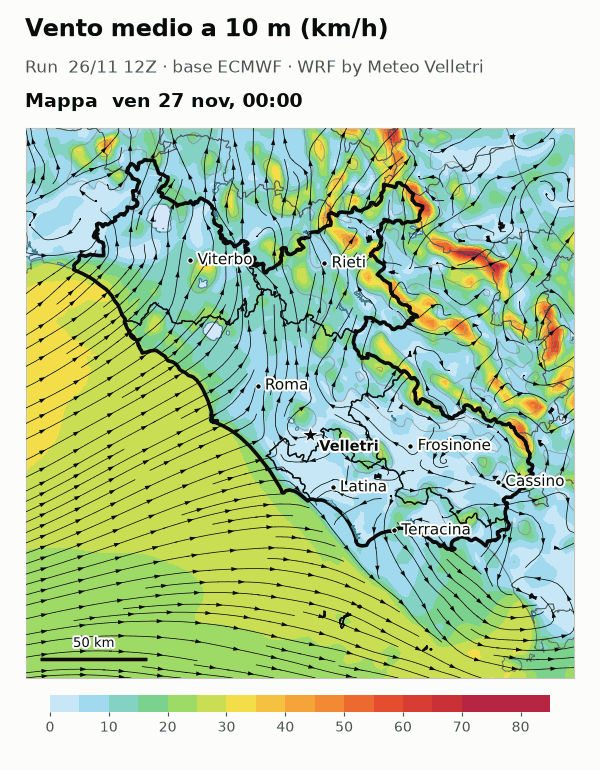 Vento medio a 10 m (km/h)
Run 26/11 12Z · base ECMWF · WRF by Meteo Velletri
Mappa ven 27 nov, 00:00
Viterbo
Rieti
Roma
Velletri
Frosinone
Cassino
Latina
Terracina
50 km
0 10 20 30 40 50 60 70 80